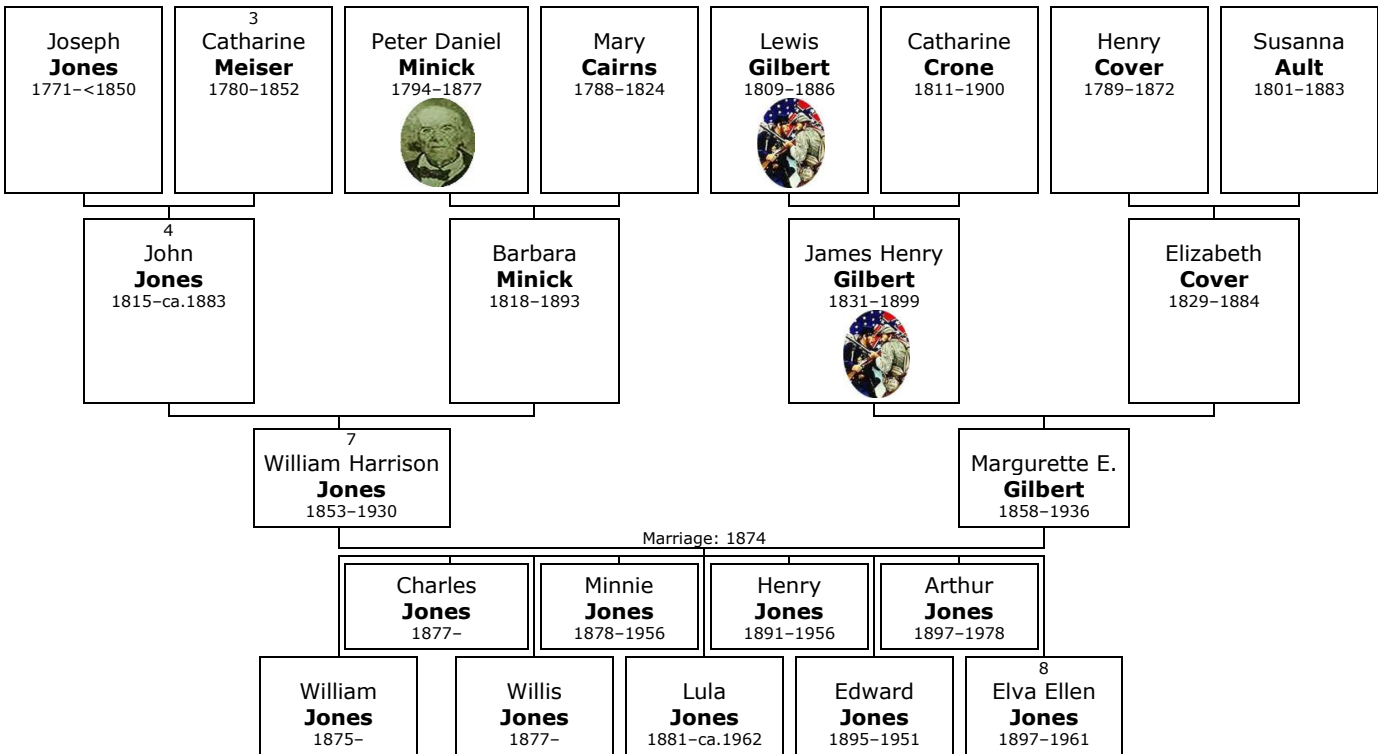 Joseph
Jones
1771–<1850
3
Catharine
Meiser
1780–1852
Peter Daniel
Minick
1794–1877
Mary
Cairns
1788–1824
Lewis
Gilbert
1809–1886
Catharine
Crone
1811–1900
Henry
Cover
1789–1872
Susanna
Ault
1801–1883
4
John
Jones
1815–ca.1883
Barbara
Minick
1818–1893
James Henry
Gilbert
1831–1899
Elizabeth
Cover
1829–1884
7
William Harrison
Jones
1853–1930
Margurette E.
Gilbert
1858–1936
Marriage: 1874
Charles
Jones
1877–
Minnie
Jones
1878–1956
Henry
Jones
1891–1956
Arthur
Jones
1897–1978
William
Jones
1875–
Willis
Jones
1877–
Lula
Jones
1881–ca.1962
Edward
Jones
1895–1951
8
Elva Ellen
Jones
1897–1961